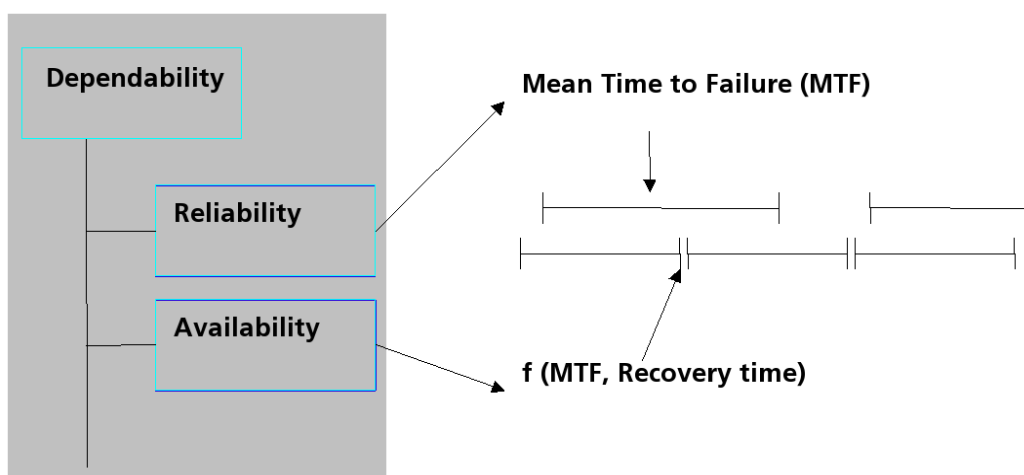 Dependability
Mean Time to Failure (MTF)
Reliability
Availability
f (MTF, Recovery time)